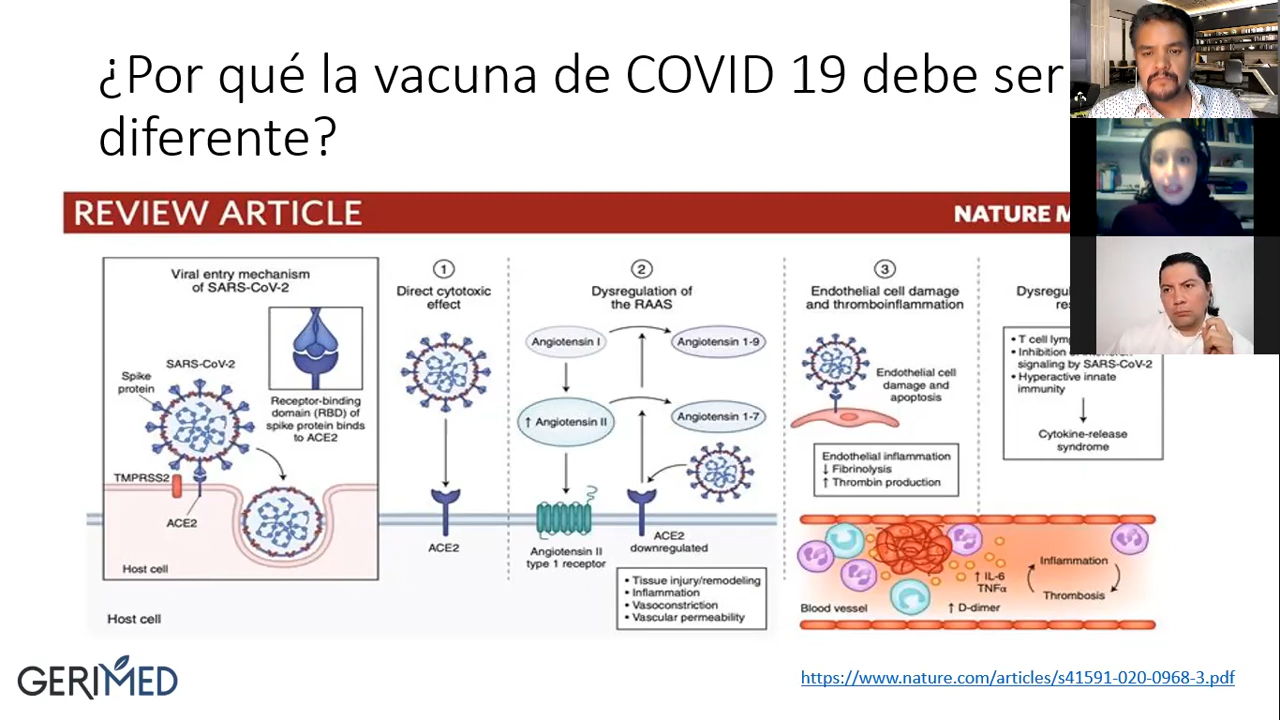 ¿Por qué la vacuna de COVID 19 debe ser
diferente?
REVIEW ARTICLE
NATURE
Viral entry mechanism
of SARS-CoV-2
SARS-CoV-2
Spike
protein
Receptor-binding
domain (RBD) of
spike protein binds
to ACE2
TMPRSS2
ACE2
Host cell
Host cell
1
Direct cytotoxic
effect
ACE2
2
Dysregulation of
the RAAS
Angiotensin I
Angiotensin 1-9
↑ Angiotensin II
Angiotensin 1-7
Angiotensin II
type 1 receptor
ACE2
downregulated
• Tissue injury/remodeling
• Inflammation
• Vasoconstriction
• Vascular permeability
3
Endothelial cell damage
and thromboinflammation
Endothelial cell
damage and
apoptosis
Endothelial inflammation
↓ Fibrinolysis
↑ Thrombin production
• T cell
• Inhibition
signaling by SARS-CoV-2
• Hyperactive innate
immunity
Cytokine-release
syndrome
Blood vessel
↑ IL-6
TNFα
↑ D-dimer
Inflammation
Thrombosis
GERIMED
https://www.nature.com/articles/s41591-020-0968-3.pdf